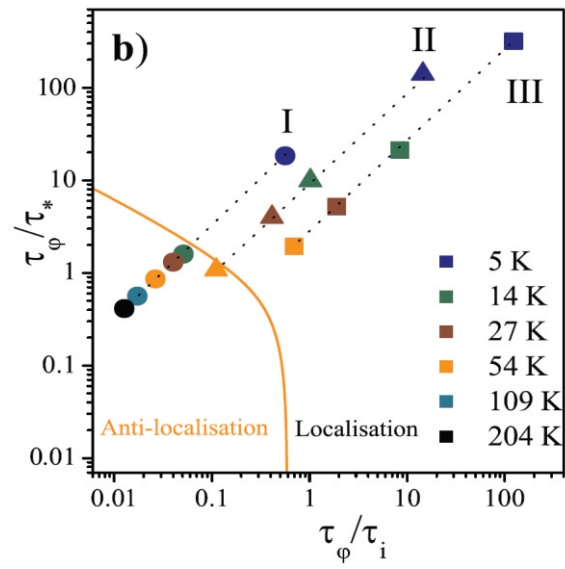 b)
I
II
III
100
10
1
0.1
0.01
τφ/τ*
5 K
14 K
27 K
54 K
109 K
204 K
Anti-localisation
Localisation
0.01 0.1 1 10 100
τφ/τi